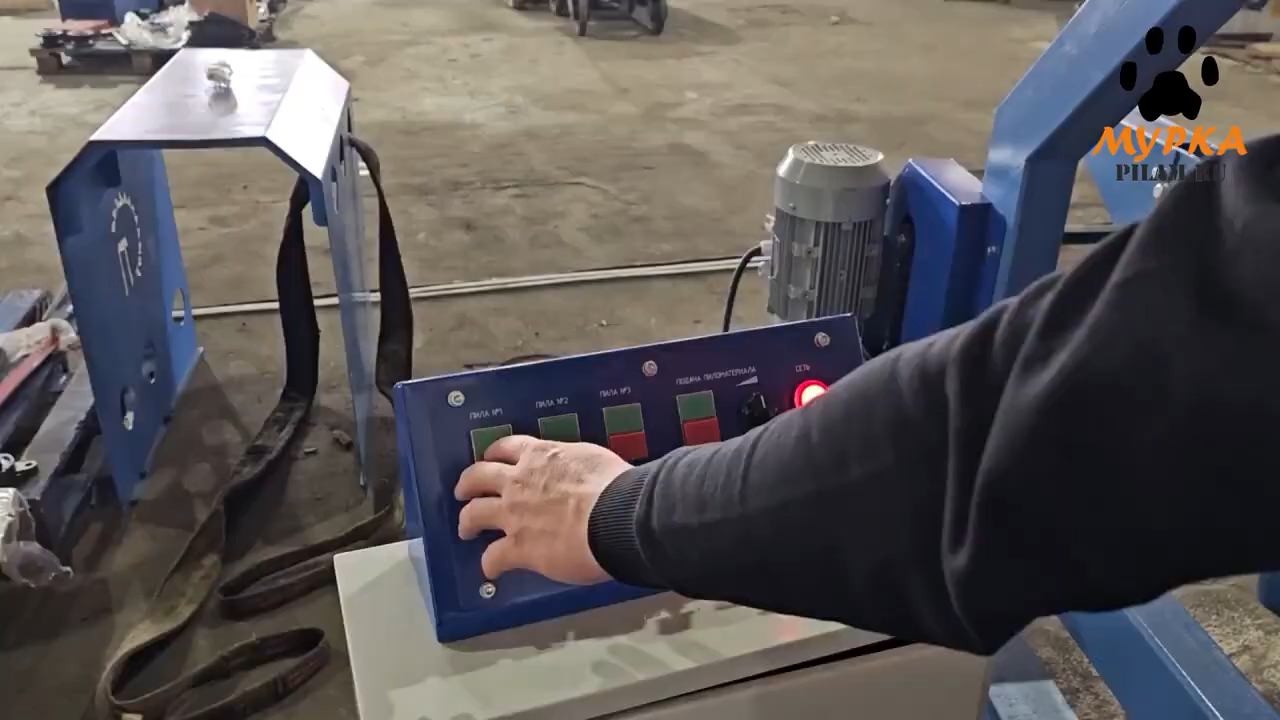 МУРКА
PILAM.RU
ПИЛА №1
ПИЛА №2
ПИЛА №3
ПОДАЧА ПИЛОМАТЕРИАЛА
СЕТЬ